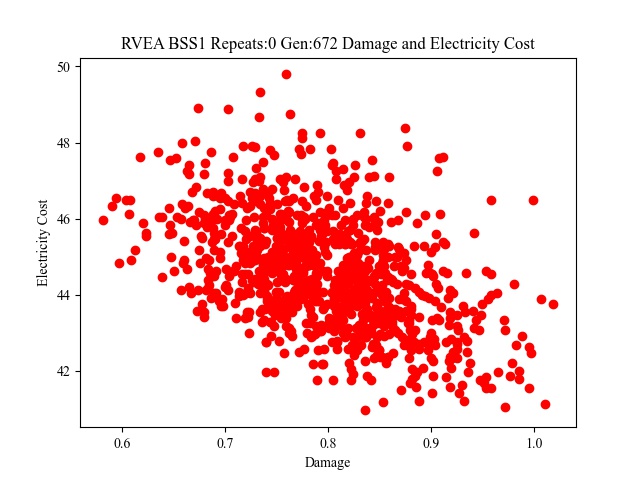 RVEA BSS1 Repeats:0 Gen:672 Damage and Electricity Cost
50
48
46
44
42
Electricity Cost
0.6 0.7 0.8 0.9 1.0
Damage